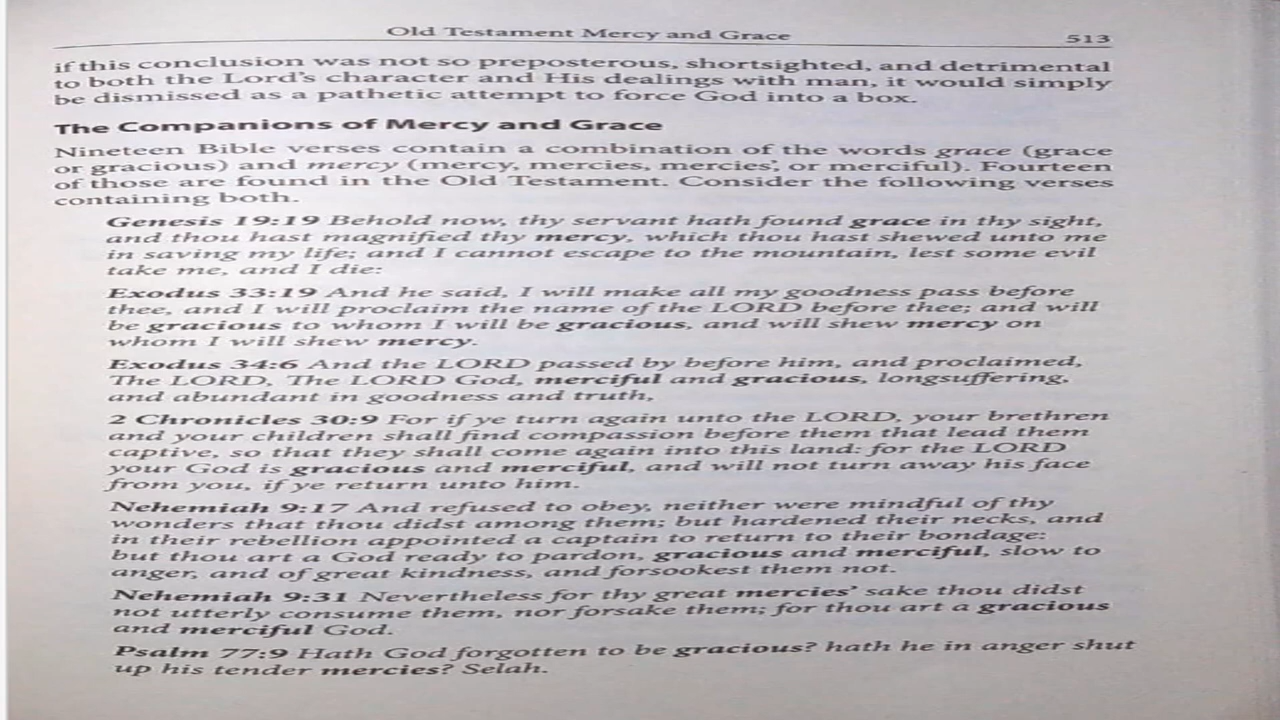 Old Testament Mercy and Grace 513
if this conclusion was not so preposterous, shortsighted, and detrimental
to both the Lord's character and His dealings with man, it would simply
be dismissed as a pathetic attempt to force God into a box.
The Companions of Mercy and Grace
Nineteen Bible verses contain a combination of the words grace (grace
or gracious) and mercy (mercy, mercies, mercies', or merciful). Fourteen
of those are found in the Old Testament. Consider the following verses
containing both.
Genesis 19:19 Behold now, thy servant hath found grace in thy sight,
and thou hast magnified thy mercy, which thou hast shewed unto me
in saving my life; and I cannot escape to the mountain, lest some evil
take me, and I die:
Exodus 33:19 And he said, I will make all my goodness pass before
thee, and I will proclaim the name of the LORD before thee; and will
be gracious to whom I will be gracious, and will shew mercy on
whom I will shew mercy.
Exodus 34:6 And the LORD passed by before him, and proclaimed,
The LORD, The LORD God, merciful and gracious, longsuffering,
and abundant in goodness and truth,
2 Chronicles 30:9 For if ye turn again unto the LORD, your brethren
and your children shall find compassion before them that lead them
captive, so that they shall come again into this land: for the LORD
your God is gracious and merciful, and will not turn away his face
from you, if ye return unto him.
Nehemiah 9:17 And refused to obey, neither were mindful of thy
wonders that thou didst among them; but hardened their necks, and
in their rebellion appointed a captain to return to their bondage:
but thou art a God ready to pardon, gracious and merciful, slow to
anger, and of great kindness, and forsookest them not.
Nehemiah 9:31 Nevertheless for thy great mercies' sake thou didst
not utterly consume them, nor forsake them; for thou art a gracious
and merciful God.
Psalm 77:9 Hath God forgotten to be gracious? hath he in anger shut
up his tender mercies? Selah.